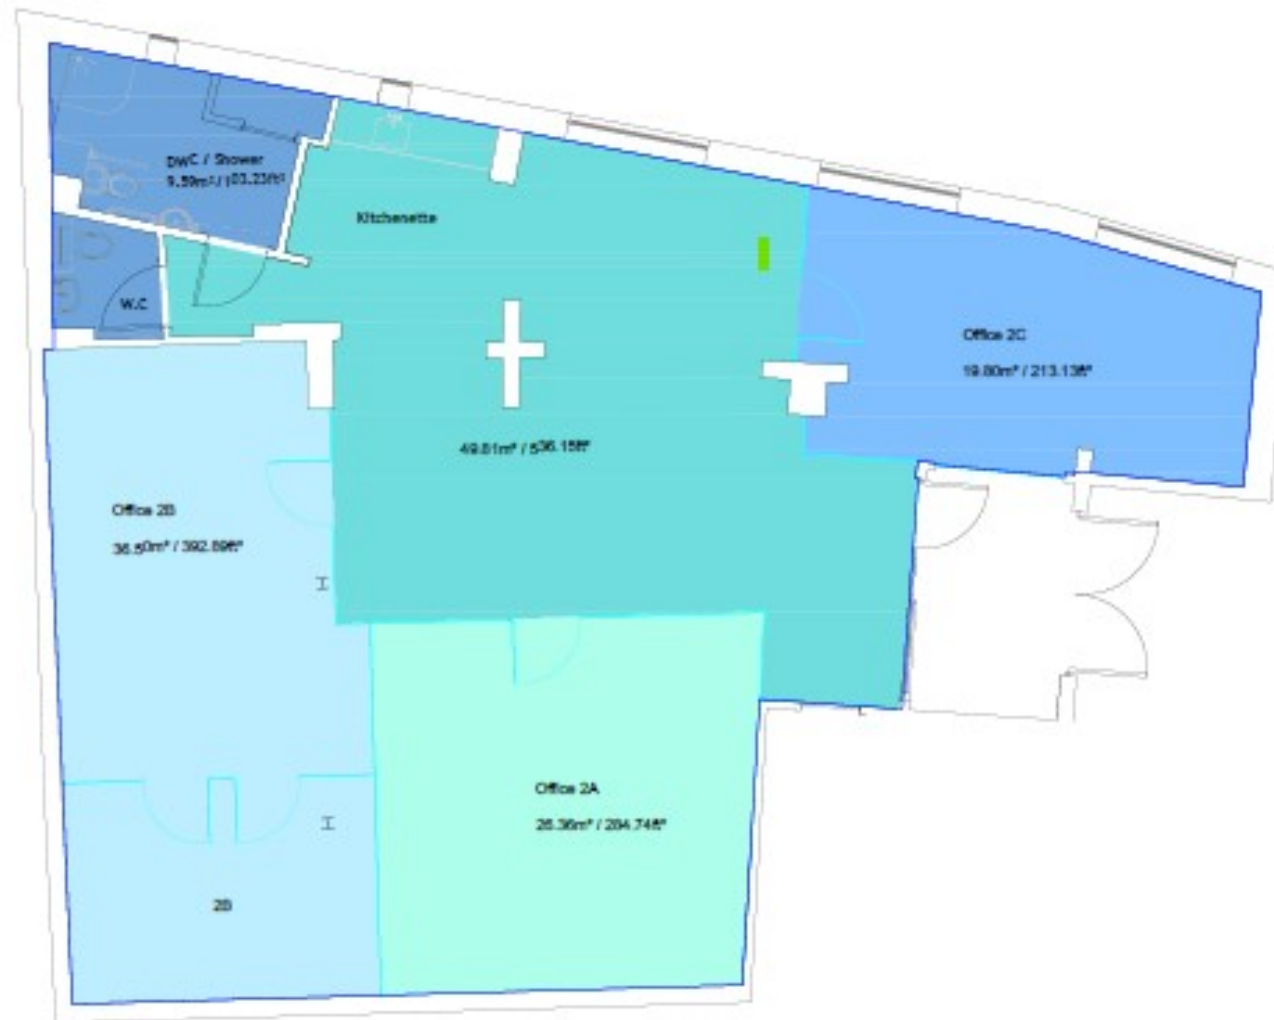 DWC / Shower
9.59m² / 103.23ft²
Kitchenette
W.C
Office 2C
19.80m² / 213.13ft²
49.81m² / 536.15ft²
Office 2B
36.50m² / 392.89ft²
Office 2A
26.36m² / 284.74ft²
2B